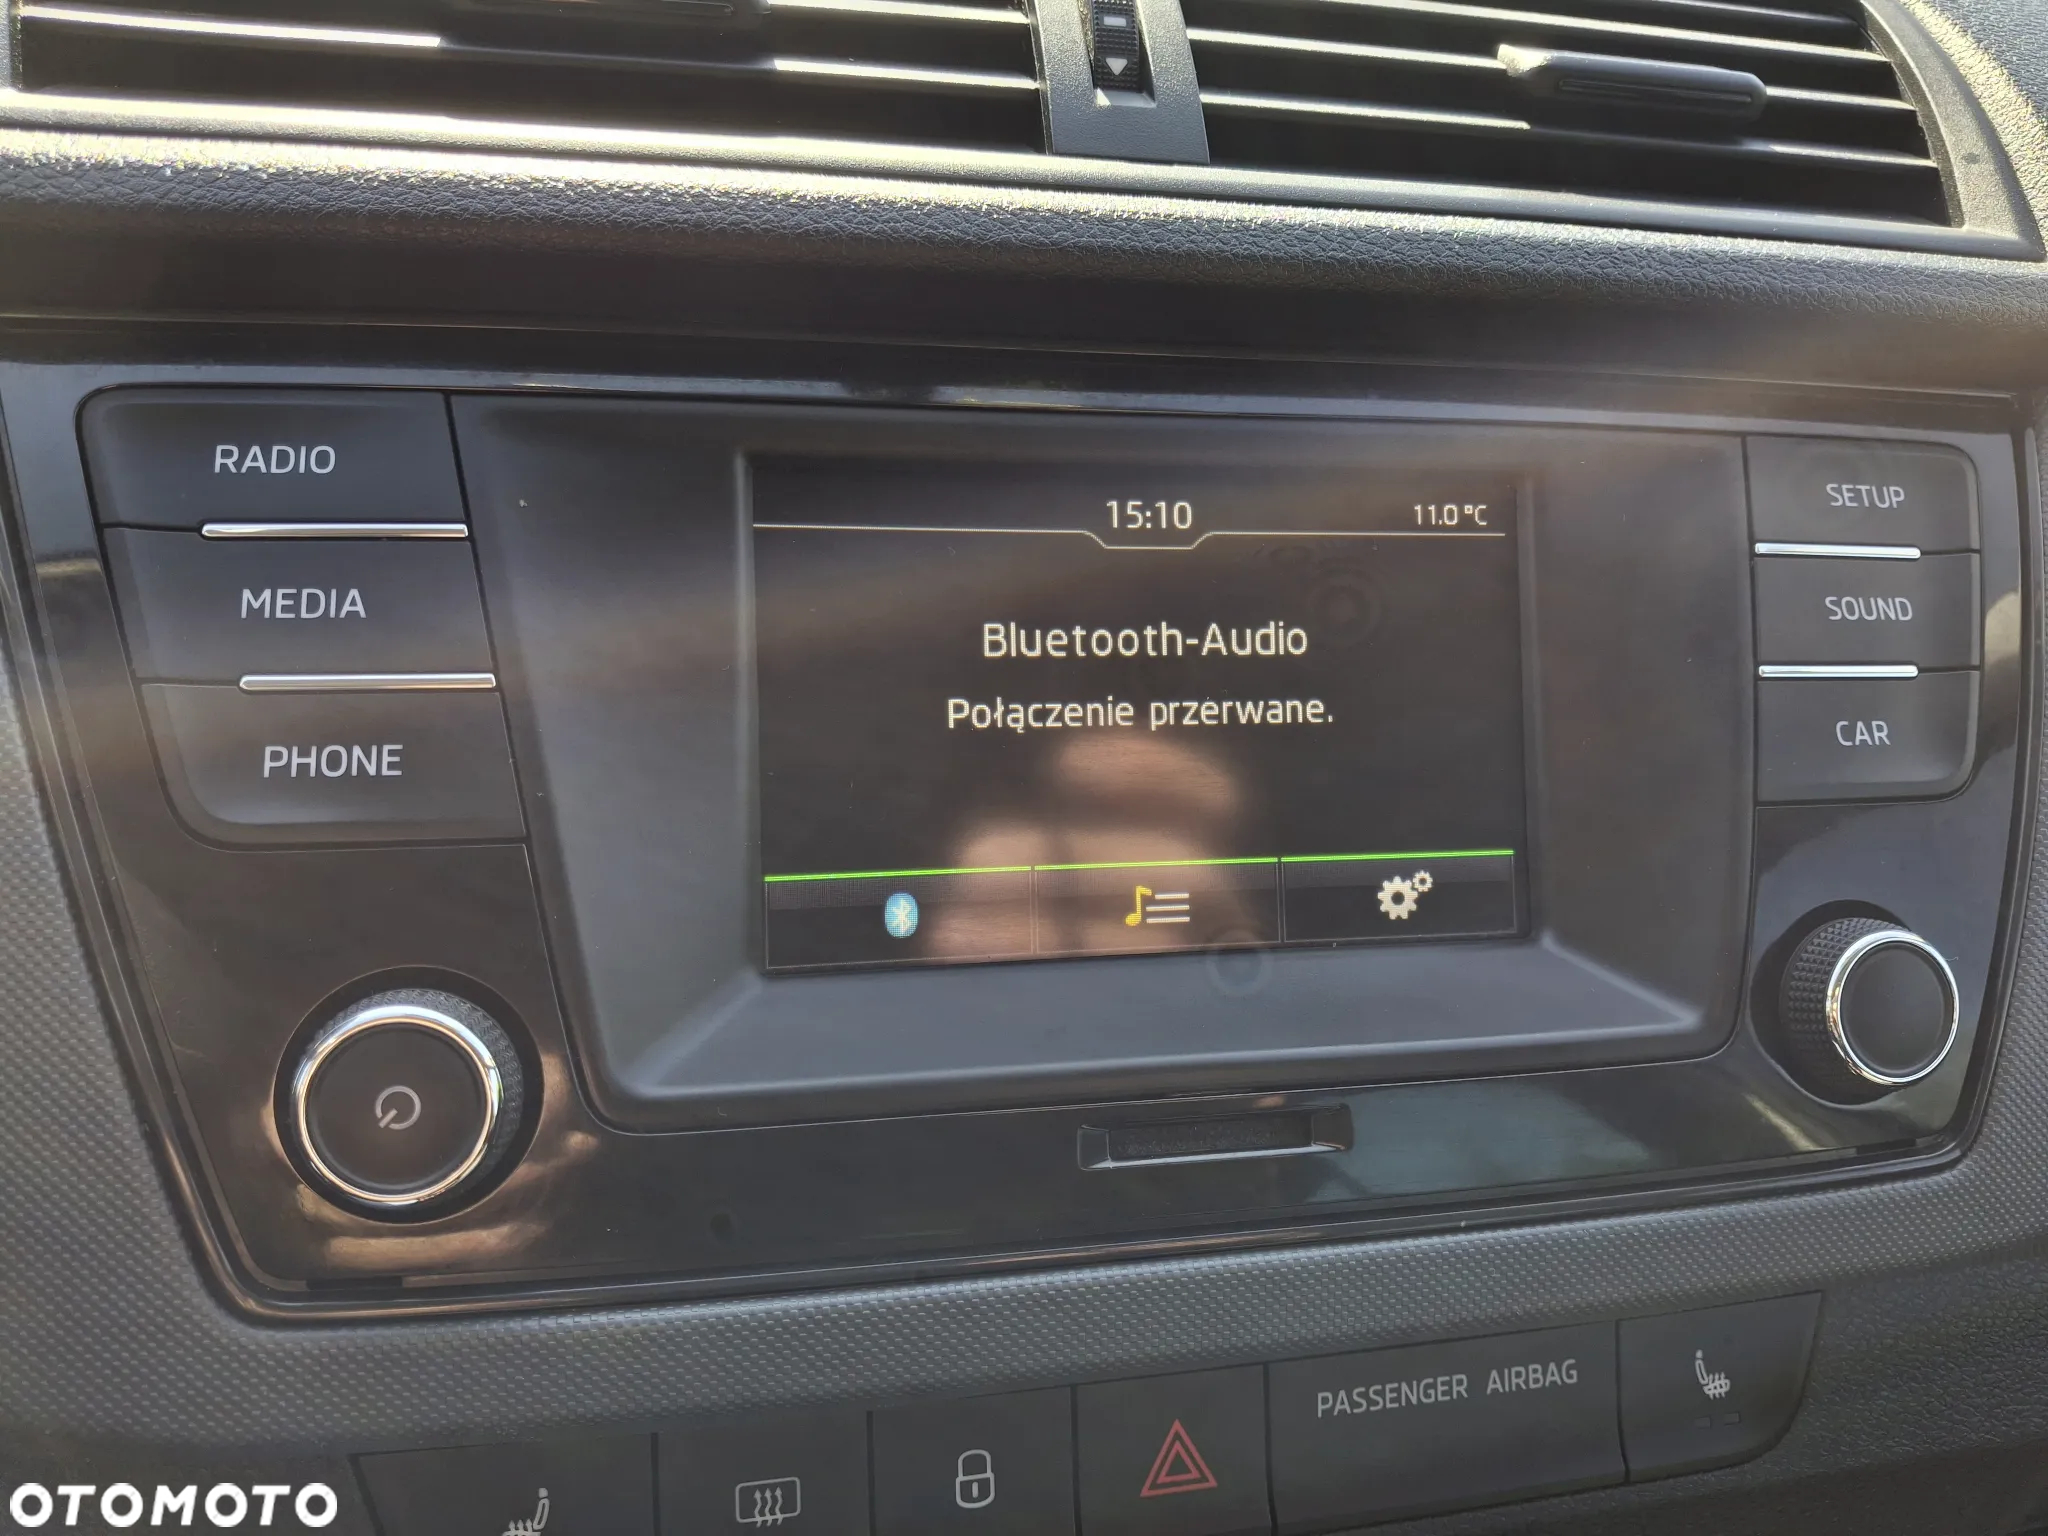 RADIO
MEDIA
PHONE
15:10
11.0 °C
Bluetooth-Audio
Połączenie przerwane.
SETUP
SOUND
CAR
PASSENGER AIRBAG
OTOMOTO